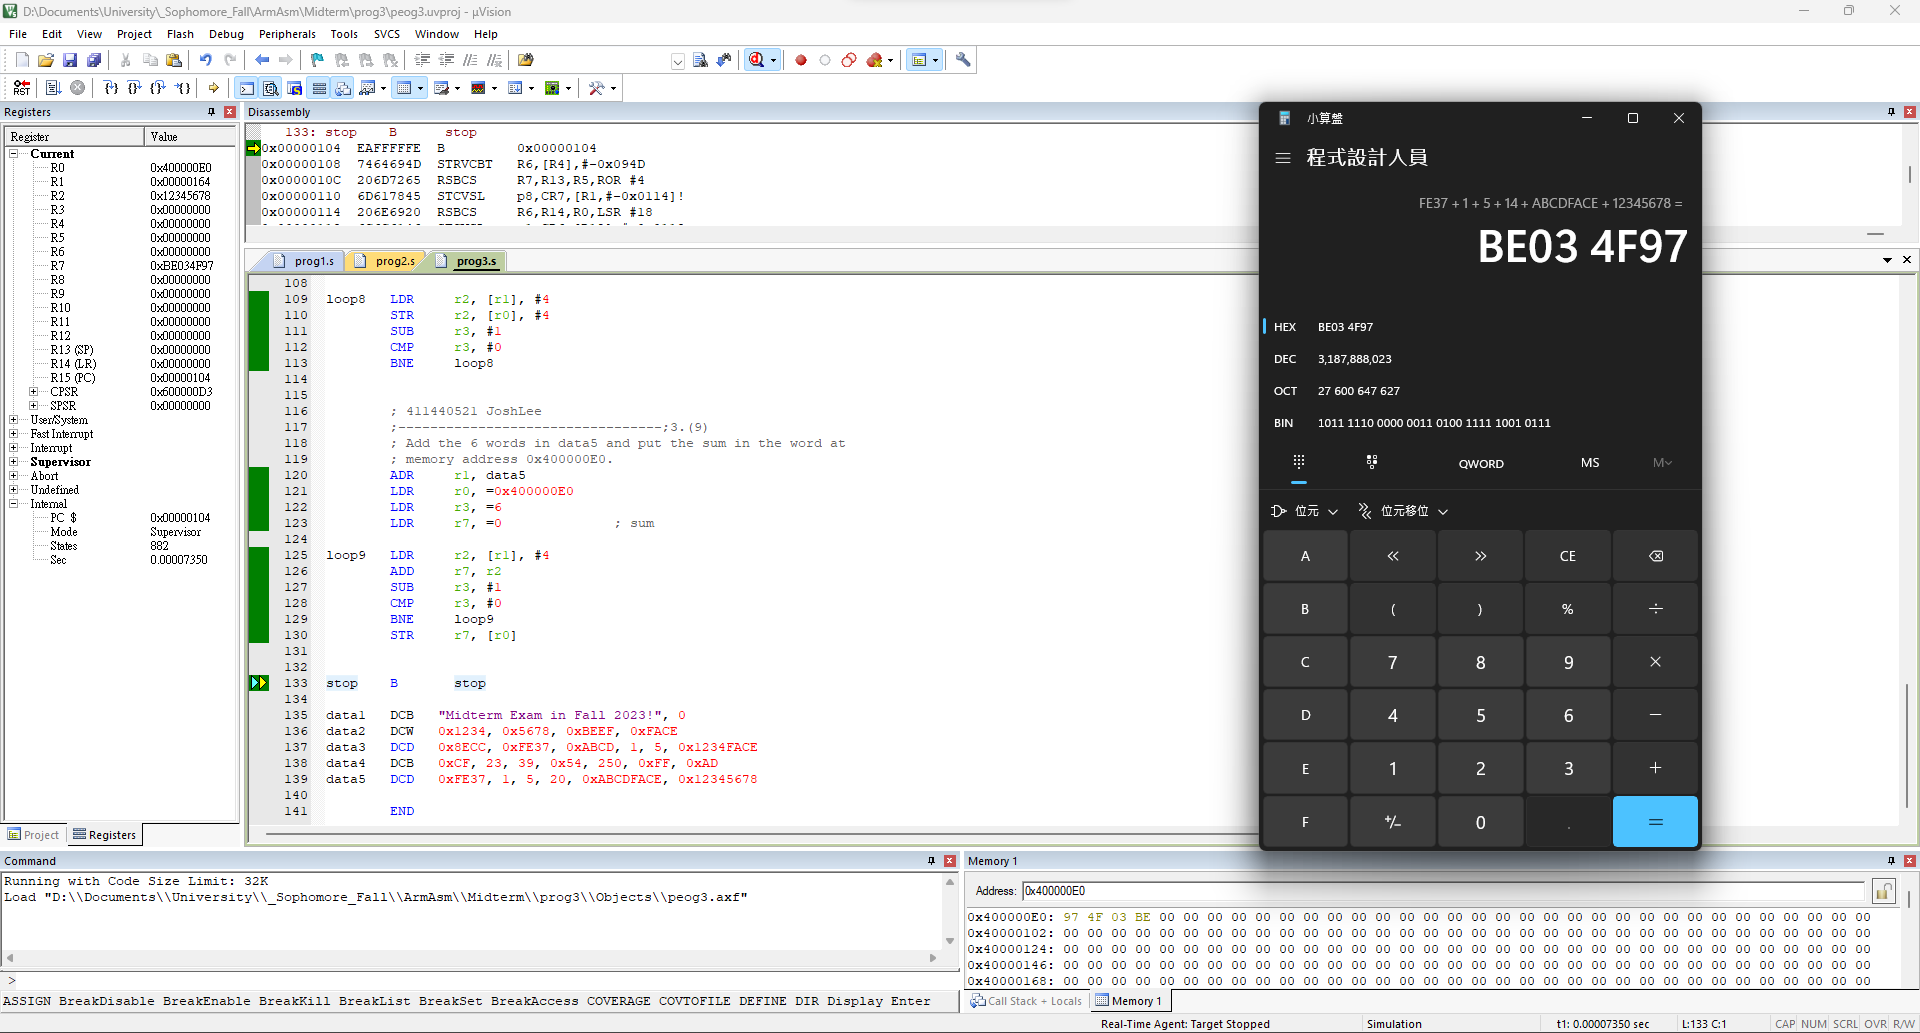 D:\Documents\University\_Sophomore_Fall\ArmAsm\Midterm\prog3\peog3.uvproj - µVision
File Edit View Project Flash Debug Peripherals Tools SVCS Window Help
Registers
Register Value
Current
R0 0x400000E0
R1 0x00000164
R2 0x12345678
R3 0x00000000
R4 0x00000000
R5 0x00000000
R6 0x00000000
R7 0xBE034F97
R8 0x00000000
R9 0x00000000
R10 0x00000000
R11 0x00000000
R12 0x00000000
R13 (SP) 0x00000000
R14 (LR) 0x00000000
R15 (PC) 0x00000104
CPSR 0x600000D3
SPSR 0x00000000
User/System
Fast Interrupt
Interrupt
Supervisor
Abort
Undefined
Internal
PC $ 0x00000104
Mode Supervisor
States 882
Sec 0.00007350
Project Registers
Disassembly
133: stop B stop
0x00000104 EAFFFFFE B 0x00000104
0x00000108 7464694D STRVCBT R6,[R4],#-0x094D
0x0000010C 206D7265 RSBCS R7,R13,R5,ROR #4
0x00000110 6D617845 STCVSL p8,CR7,[R1,#-0x0114]!
0x00000114 206E6920 RSBCS R6,R14,R0,LSR #18
prog1.s prog2.s prog3.s
108
109 loop8 LDR r2, [r1], #4
110 STR r2, [r0], #4
111 SUB r3, #1
112 CMP r3, #0
113 BNE loop8
114
115
116 ; 411440521 JoshLee
117 ;---------------------------------;3.(9)
118 ; Add the 6 words in data5 and put the sum in the word at
119 ; memory address 0x400000E0.
120 ADR r1, data5
121 LDR r0, =0x400000E0
122 LDR r3, =6
123 LDR r7, =0 ; sum
124
125 loop9 LDR r2, [r1], #4
126 ADD r7, r2
127 SUB r3, #1
128 CMP r3, #0
129 BNE loop9
130 STR r7, [r0]
131
132
133 stop B stop
134
135 data1 DCB "Midterm Exam in Fall 2023!", 0
136 data2 DCW 0x1234, 0x5678, 0xBEEF, 0xFACE
137 data3 DCD 0x8ECC, 0xFE37, 0xABCD, 1, 5, 0x1234FACE
138 data4 DCB 0xCF, 23, 39, 0x54, 250, 0xFF, 0xAD
139 data5 DCD 0xFE37, 1, 5, 20, 0xABCDFACE, 0x12345678
140
141 END
小算盤
程式設計人員
FE37 + 1 + 5 + 14 + ABCDFACE + 12345678 =
BE03 4F97
HEX BE03 4F97
DEC 3,187,888,023
OCT 27 600 647 627
BIN 1011 1110 0000 0011 0100 1111 1001 0111
QWORD MS M
位元 位元移位
A « » CE
B ( ) % ÷
C 7 8 9 ×
D 4 5 6 −
E 1 2 3 +
F +/− 0 . =
Command
Running with Code Size Limit: 32K
Load "D:\\Documents\\University\\_Sophomore_Fall\\ArmAsm\\Midterm\\prog3\\Objects\\peog3.axf"
>
ASSIGN BreakDisable BreakEnable BreakKill BreakList BreakSet BreakAccess COVERAGE COVTOFILE DEFINE DIR Display Enter
Memory 1
Address: 0x400000E0
0x400000E0: 97 4F 03 BE 00 00 00 00 00 00 00 00 00 00 00 00 00 00 00 00 00 00 00 00 00 00 00 00 00 00 00 00 00 00
0x40000102: 00 00 00 00 00 00 00 00 00 00 00 00 00 00 00 00 00 00 00 00 00 00 00 00 00 00 00 00 00 00 00 00 00 00
0x40000124: 00 00 00 00 00 00 00 00 00 00 00 00 00 00 00 00 00 00 00 00 00 00 00 00 00 00 00 00 00 00 00 00 00 00
0x40000146: 00 00 00 00 00 00 00 00 00 00 00 00 00 00 00 00 00 00 00 00 00 00 00 00 00 00 00 00 00 00 00 00 00 00
0x40000168: 00 00 00 00 00 00 00 00 00 00 00 00 00 00 00 00 00 00 00 00 00 00 00 00 00 00 00 00 00 00 00 00 00 00
Call Stack + Locals Memory 1
Real-Time Agent: Target Stopped Simulation t1: 0.00007350 sec L:133 C:1 CAP NUM SCRL OVR R/W